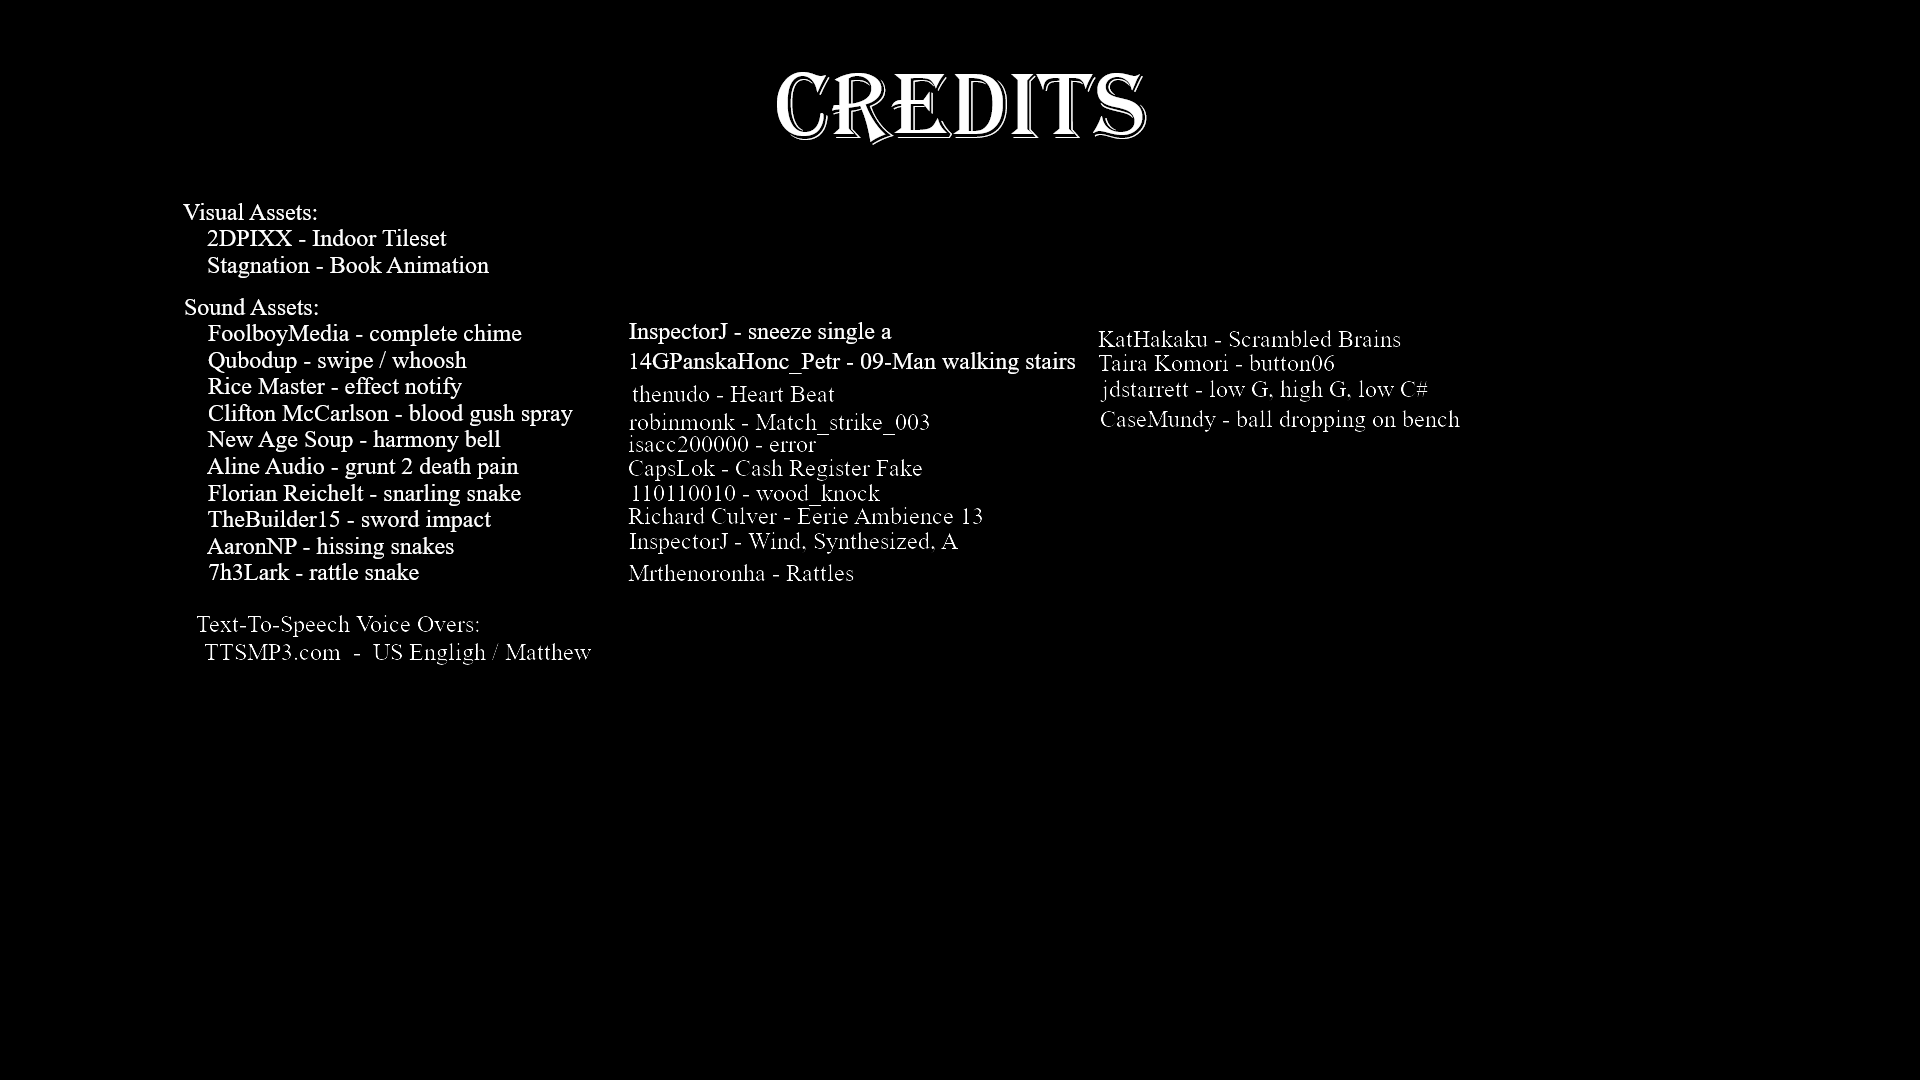 CREDITS
Visual Assets:
2DPIXX - Indoor Tileset
Stagnation - Book Animation
Sound Assets:
FoolboyMedia - complete chime
Qubodup - swipe / whoosh
Rice Master - effect notify
Clifton McCarlson - blood gush spray
New Age Soup - harmony bell
Aline Audio - grunt 2 death pain
Florian Reichelt - snarling snake
TheBuilder15 - sword impact
AaronNP - hissing snakes
7h3Lark - rattle snake
InspectorJ - sneeze single a
14GPanskaHonc_Petr - 09-Man walking stairs
thenudo - Heart Beat
robinmonk - Match_strike_003
isacc200000 - error
CapsLok - Cash Register Fake
110110010 - wood_knock
Richard Culver - Eerie Ambience 13
InspectorJ - Wind, Synthesized, A
Mrthenoronha - Rattles
KatHakaku - Scrambled Brains
Taira Komori - button06
jdstarrett - low G, high G, low C#
CaseMundy - ball dropping on bench
Text-To-Speech Voice Overs:
TTSMP3.com - US Engligh / Matthew